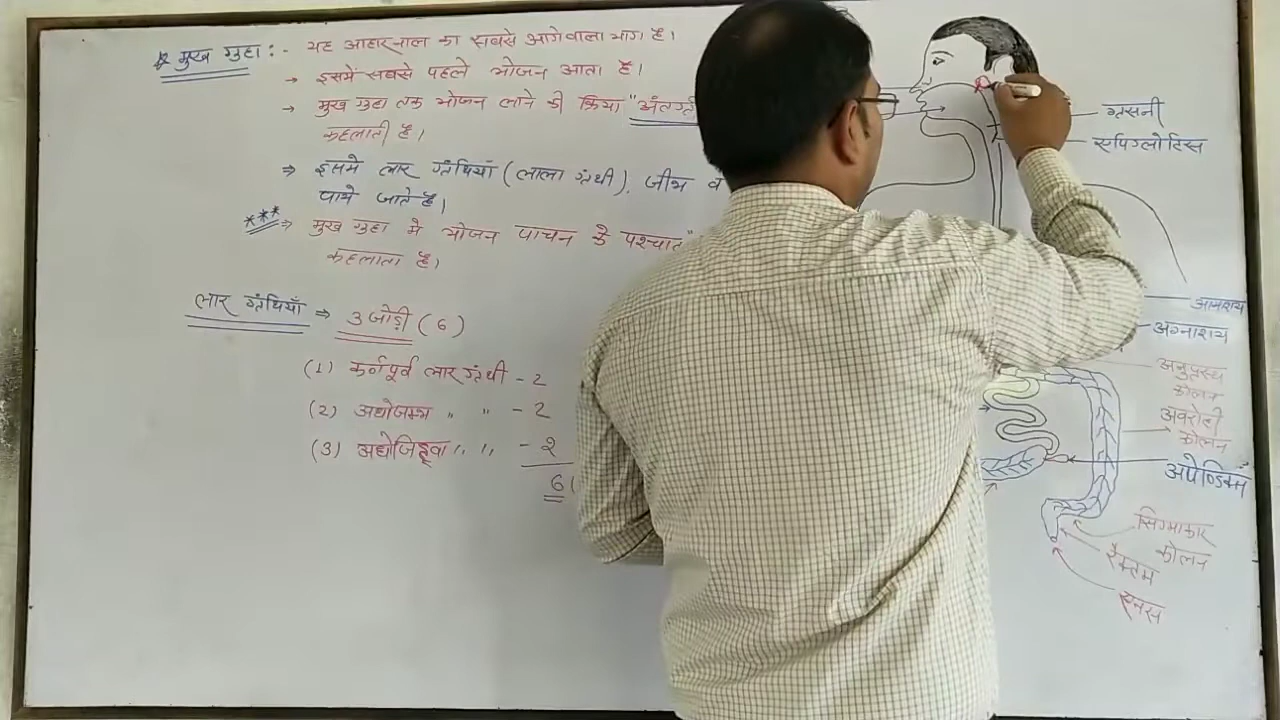 मुख गुहा :- यह आहारनाल का सबसे आगेवाला भाग है।
→ इसमें सबसे पहले भोजन आता है।
→ मुख गुहा तक भोजन लाने की क्रिया "अंतर्ग
कहलाती है।
⇒ इसमे लार ग्रंथियाँ (लाला ग्रंथी), जीभ व
पाये जाते है।
*** ⇒ मुख गुहा मे भोजन पाचन के पश्चात"
कहलाता है।
लार ग्रंथियाँ ⇒ 3 जोड़ी (6)
(1) कर्णपूर्व लार ग्रंथी - 2
(2) अधोजम्भ " " - 2
(3) अधोजिह्वा " " - 2
6
ग्रसनी
एपिग्लोटिस
आमाशय
अग्नाशय
अनुप्रस्थ
कोलन
अवरोही
कोलन
अपेण्डिक्स
सिग्माकार
कोलन
रैक्टम
एनस